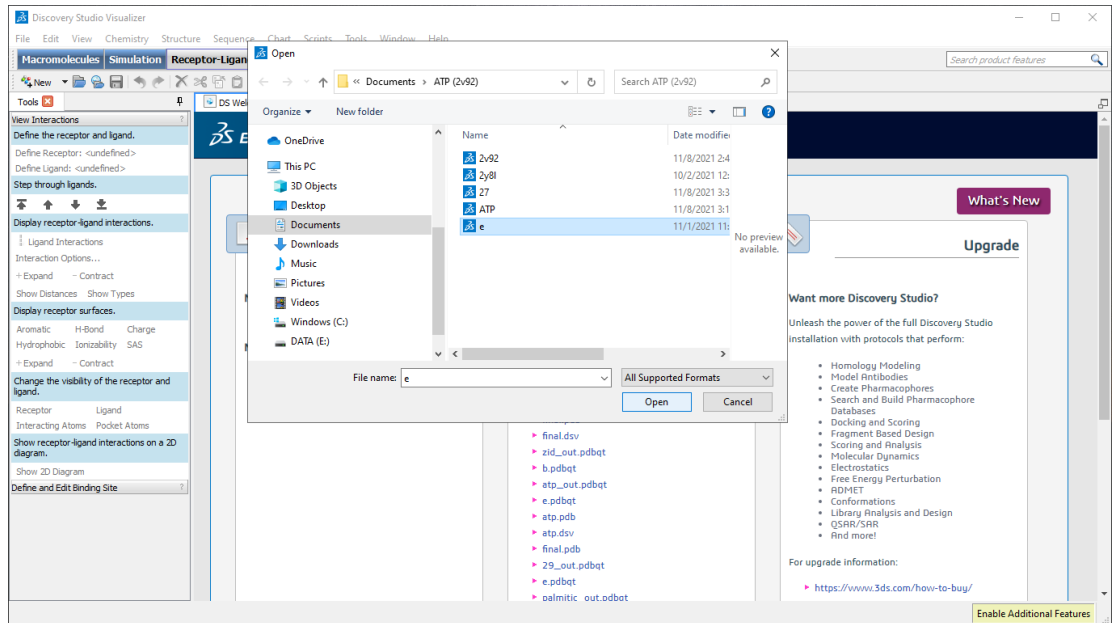 Discovery Studio Visualizer
File Edit View Chemistry Structure Sequence Chart Scripts Tools Window Help
Macromolecules Simulation Receptor-Ligan
Search product features
New
Tools
DS Wel
View Interactions ?
Define the receptor and ligand.
Define Receptor: <undefined>
Define Ligand: <undefined>
Step through ligands.
Display receptor-ligand interactions.
Ligand Interactions
Interaction Options...
+ Expand - Contract
Show Distances Show Types
Display receptor surfaces.
Aromatic H-Bond Charge
Hydrophobic Ionizability SAS
+ Expand - Contract
Change the visibility of the receptor and
ligand.
Receptor Ligand
Interacting Atoms Pocket Atoms
Show receptor-ligand interactions on a 2D
diagram.
Show 2D Diagram
Define and Edit Binding Site ?
Open
« Documents › ATP (2v92)
Search ATP (2v92)
Organize New folder
OneDrive
This PC
3D Objects
Desktop
Documents
Downloads
Music
Pictures
Videos
Windows (C:)
DATA (E:)
Name Date modifie
2v92 11/8/2021 2:4
2y8l 10/2/2021 12:
27 11/8/2021 3:3
ATP 11/8/2021 3:1
e 11/1/2021 11:
No preview
available.
File name: e
All Supported Formats
Open Cancel
final.dsv
zid_out.pdbqt
b.pdbqt
atp_out.pdbqt
e.pdbqt
atp.pdb
atp.dsv
final.pdb
29_out.pdbqt
e.pdbqt
palmitic_out.pdbqt
What's New
Upgrade
Want more Discovery Studio?
Unleash the power of the full Discovery Studio
installation with protocols that perform:
• Homology Modeling
• Model Antibodies
• Create Pharmacophores
• Search and Build Pharmacophore
Databases
• Docking and Scoring
• Fragment Based Design
• Scoring and Analysis
• Molecular Dynamics
• Electrostatics
• Free Energy Perturbation
• ADMET
• Conformations
• Library Analysis and Design
• QSAR/SAR
• And more!
For upgrade information:
https://www.3ds.com/how-to-buy/
Enable Additional Features